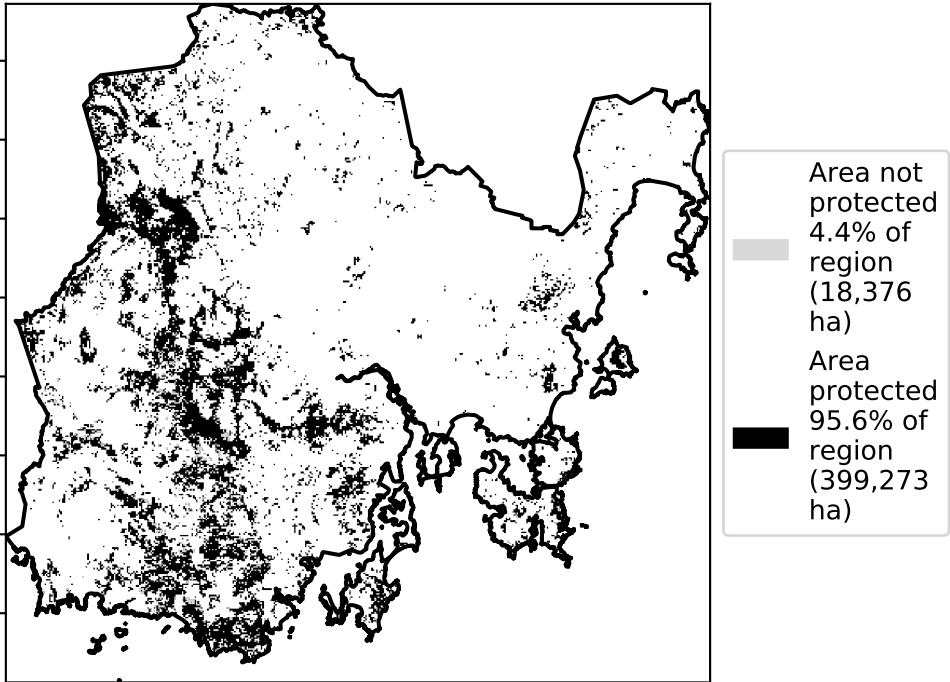 Area not
protected
4.4% of
region
(18,376
ha)
Area
protected
95.6% of
region
(399,273
ha)